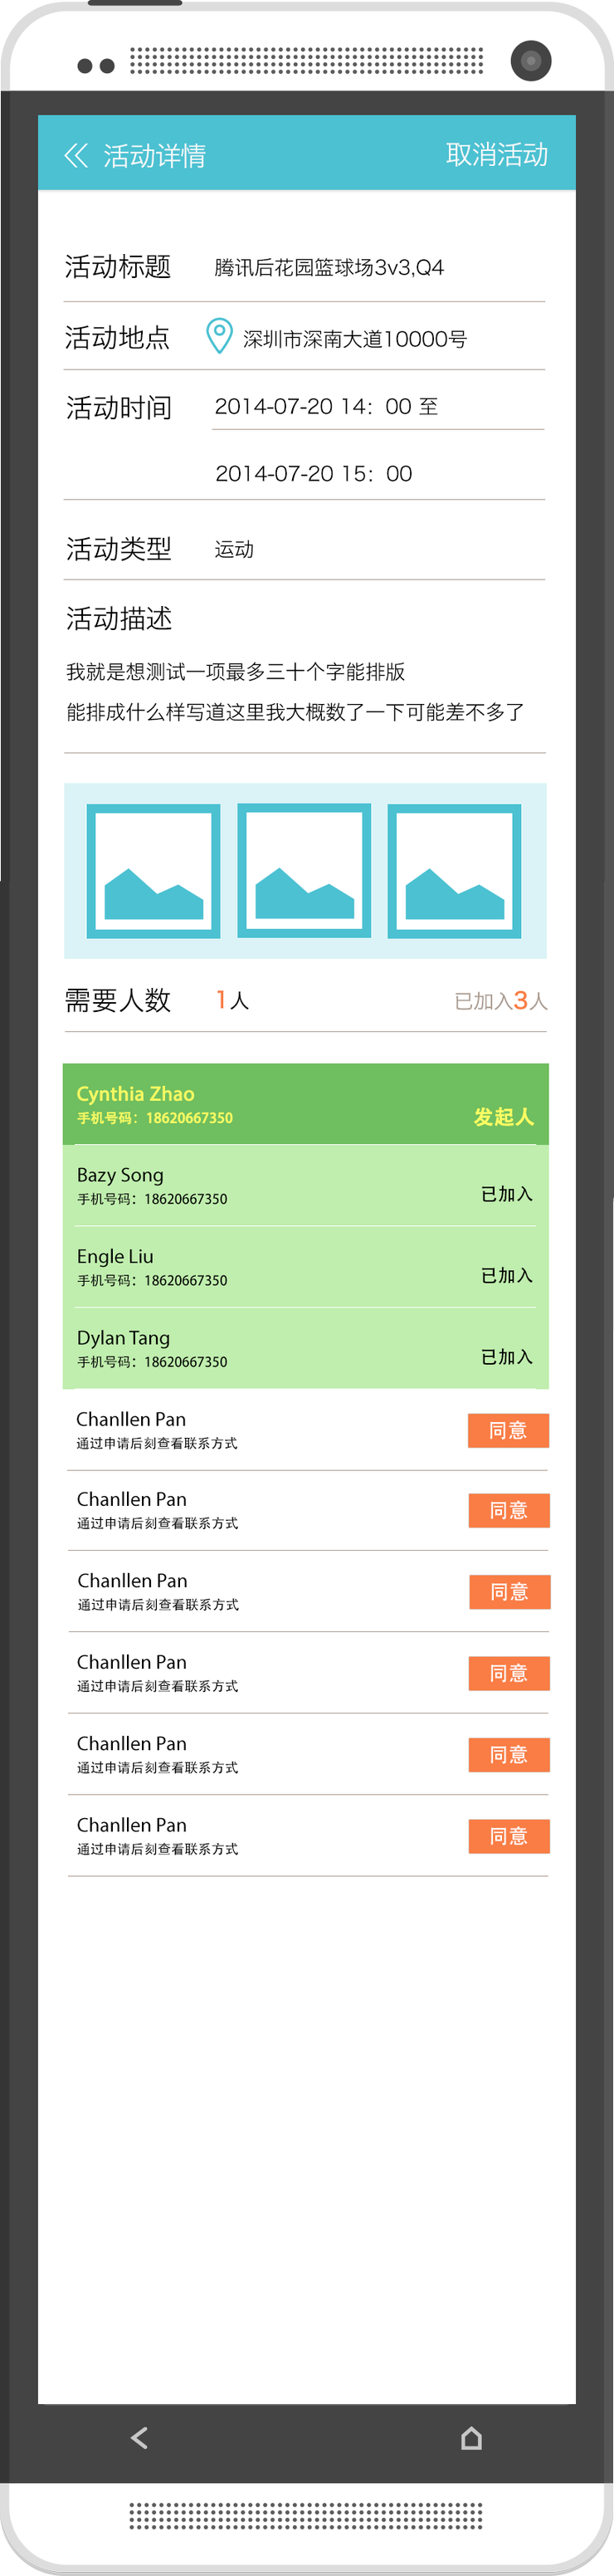 活动详情 取消活动
活动标题 腾讯后花园篮球场3v3,Q4
活动地点 深圳市深南大道10000号
活动时间 2014-07-20 14：00 至
2014-07-20 15：00
活动类型 运动
活动描述
我就是想测试一项最多三十个字能排版
能排成什么样写道这里我大概数了一下可能差不多了
需要人数 1人 已加入3人
Cynthia Zhao
手机号码：18620667350 发起人
Bazy Song
手机号码：18620667350 已加入
Engle Liu
手机号码：18620667350 已加入
Dylan Tang
手机号码：18620667350 已加入
Chanllen Pan
通过申请后刻查看联系方式 同意
Chanllen Pan
通过申请后刻查看联系方式 同意
Chanllen Pan
通过申请后刻查看联系方式 同意
Chanllen Pan
通过申请后刻查看联系方式 同意
Chanllen Pan
通过申请后刻查看联系方式 同意
Chanllen Pan
通过申请后刻查看联系方式 同意